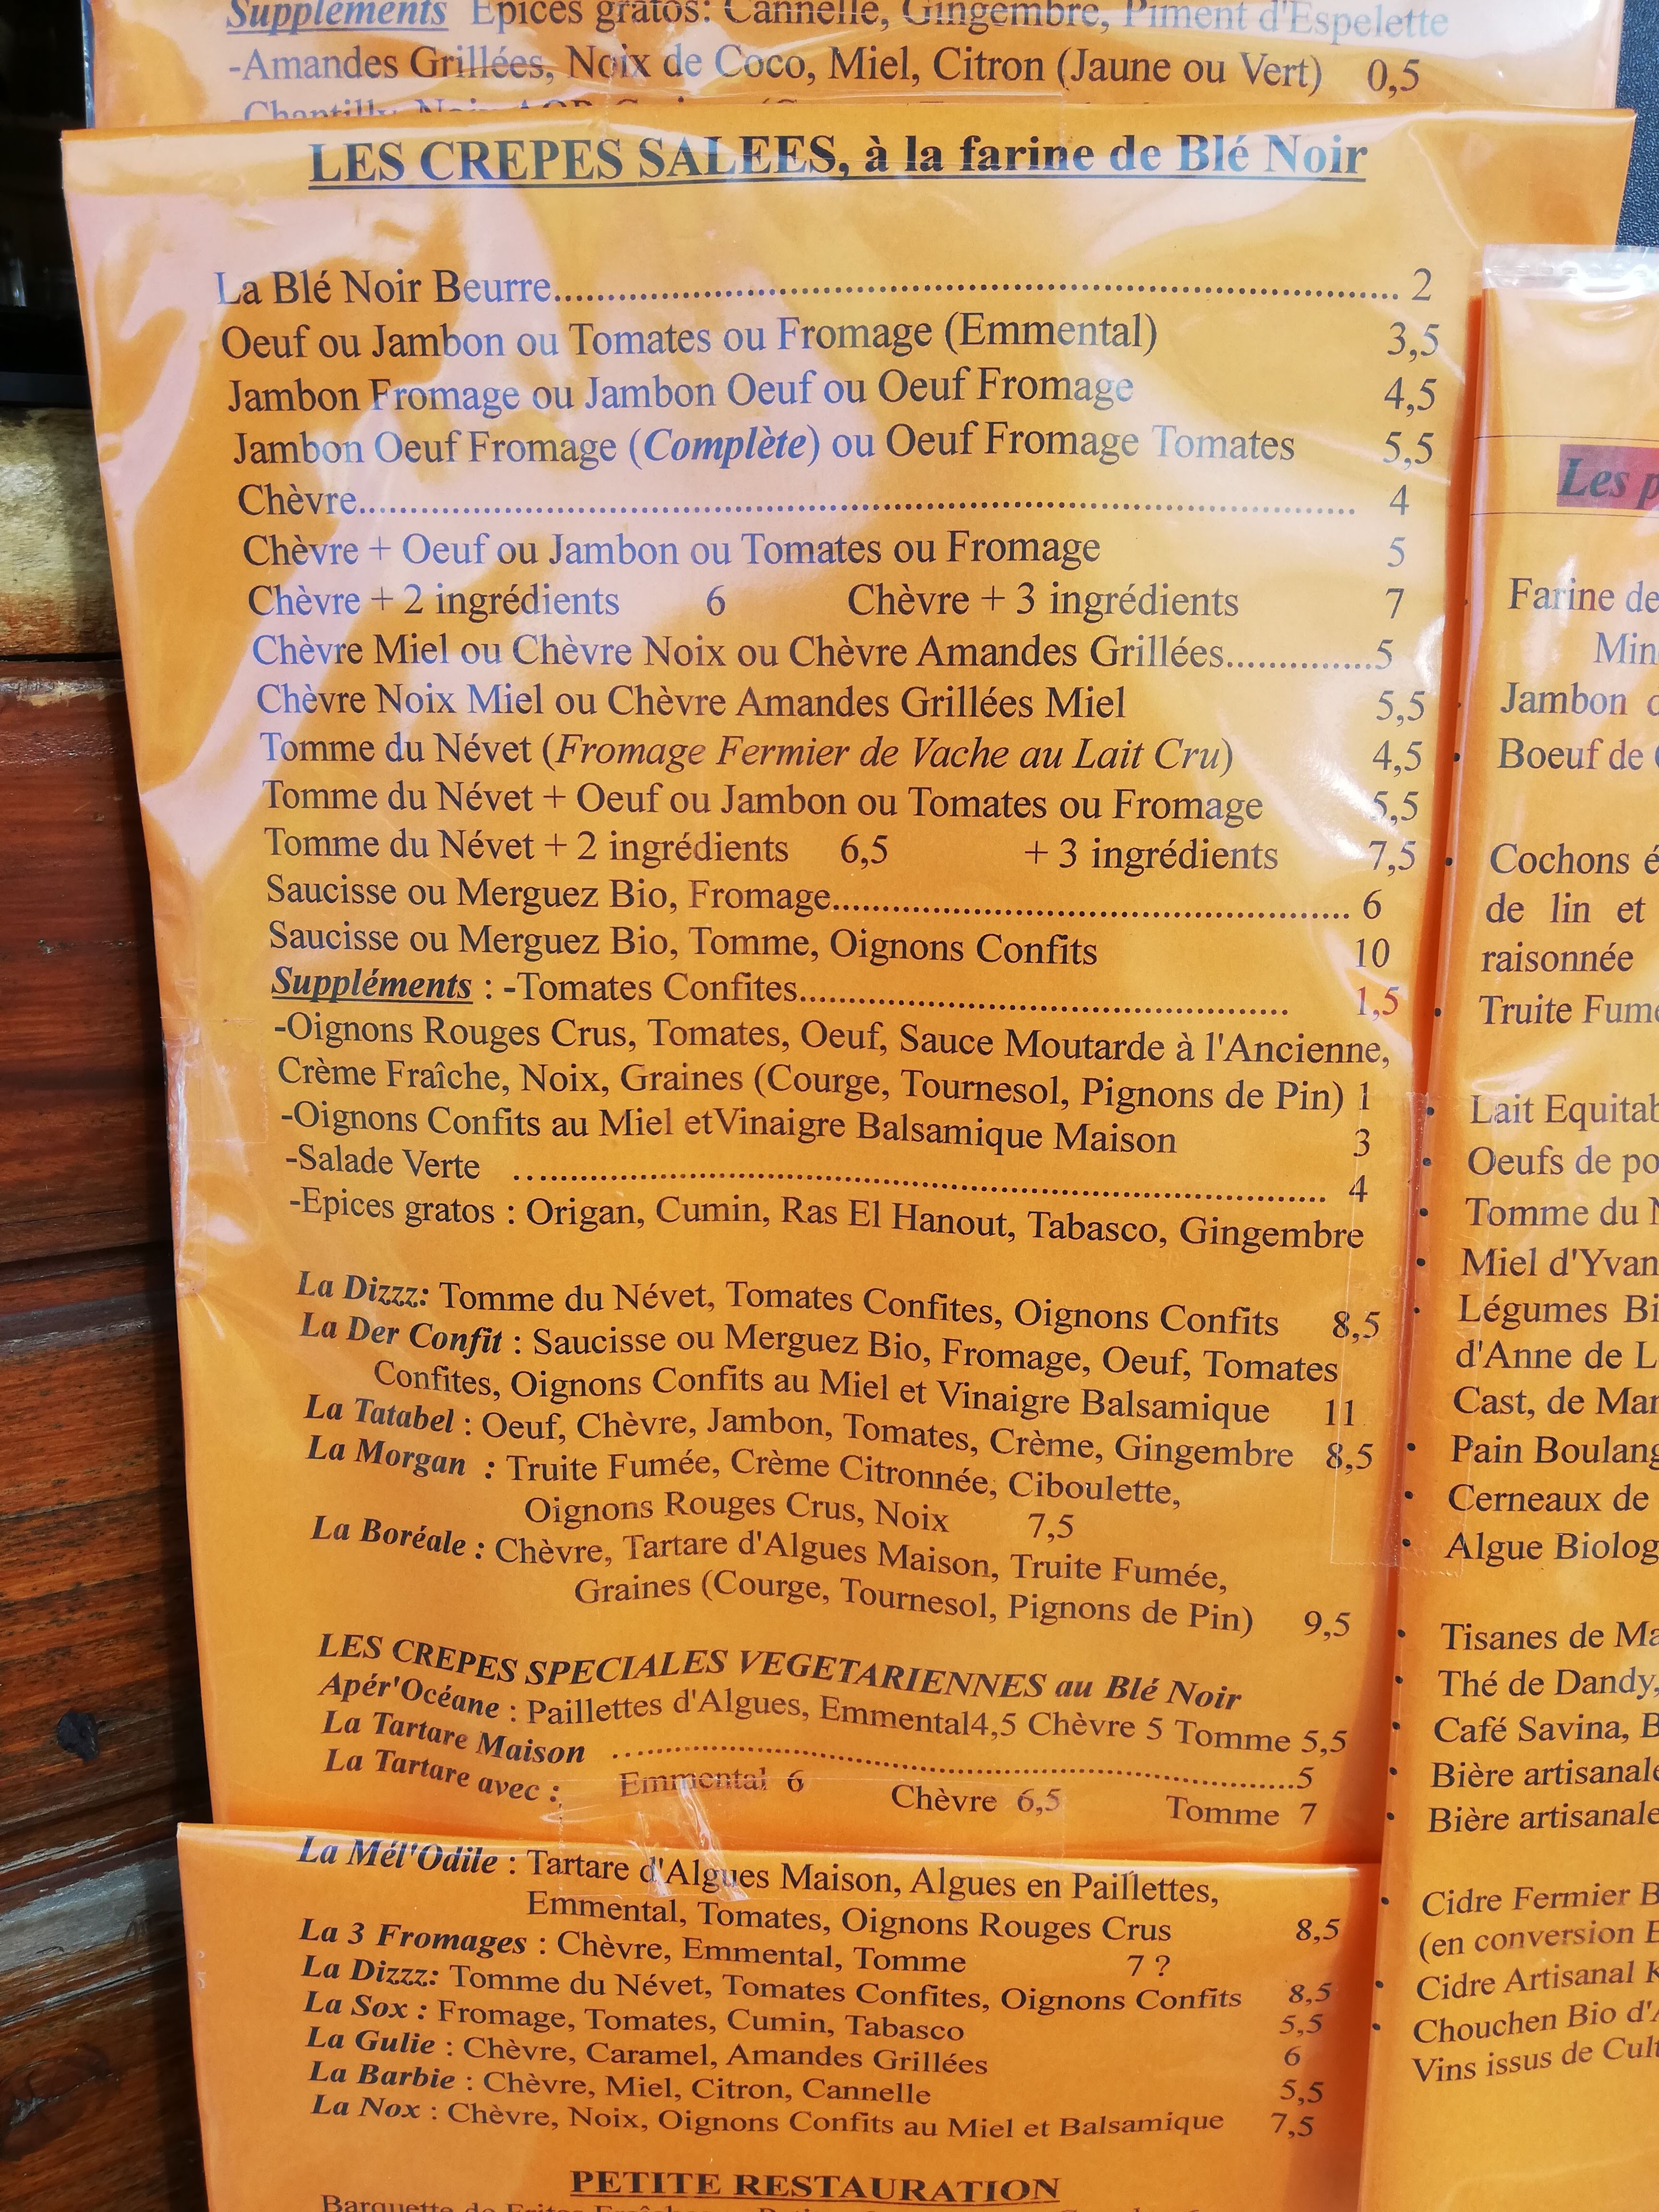 Suppléments Epices gratos: Cannelle, Gingembre, Piment d'Espelette
-Amandes Grillées, Noix de Coco, Miel, Citron (Jaune ou Vert) 0,5
LES CREPES SALEES, à la farine de Blé Noir
La Blé Noir Beurre.......... 2
Oeuf ou Jambon ou Tomates ou Fromage (Emmental) 3,5
Jambon Fromage ou Jambon Oeuf ou Oeuf Fromage 4,5
Jambon Oeuf Fromage (Complète) ou Oeuf Fromage Tomates 5,5
Chèvre.......... 4
Chèvre + Oeuf ou Jambon ou Tomates ou Fromage 5
Chèvre + 2 ingrédients 6 Chèvre + 3 ingrédients 7
Chèvre Miel ou Chèvre Noix ou Chèvre Amandes Grillées..............5
Chèvre Noix Miel ou Chèvre Amandes Grillées Miel 5,5
Tomme du Névet (Fromage Fermier de Vache au Lait Cru) 4,5
Tomme du Névet + Oeuf ou Jambon ou Tomates ou Fromage 5,5
Tomme du Névet + 2 ingrédients 6,5 + 3 ingrédients 7,5
Saucisse ou Merguez Bio, Fromage.......... 6
Saucisse ou Merguez Bio, Tomme, Oignons Confits 10
Suppléments : -Tomates Confites.......... 1,5
-Oignons Rouges Crus, Tomates, Oeuf, Sauce Moutarde à l'Ancienne,
Crème Fraîche, Noix, Graines (Courge, Tournesol, Pignons de Pin) 1
-Oignons Confits au Miel etVinaigre Balsamique Maison 3
-Salade Verte .......... 4
-Epices gratos : Origan, Cumin, Ras El Hanout, Tabasco, Gingembre
La Dizzz: Tomme du Névet, Tomates Confites, Oignons Confits 8,5
La Der Confit : Saucisse ou Merguez Bio, Fromage, Oeuf, Tomates
Confites, Oignons Confits au Miel et Vinaigre Balsamique 11
La Tatabel : Oeuf, Chèvre, Jambon, Tomates, Crème, Gingembre 8,5
La Morgan : Truite Fumée, Crème Citronnée, Ciboulette,
Oignons Rouges Crus, Noix 7,5
La Boréale : Chèvre, Tartare d'Algues Maison, Truite Fumée,
Graines (Courge, Tournesol, Pignons de Pin) 9,5
LES CREPES SPECIALES VEGETARIENNES au Blé Noir
Apér'Océane : Paillettes d'Algues, Emmental4,5 Chèvre 5 Tomme 5,5
La Tartare Maison ..........5
La Tartare avec : Emmental 6 Chèvre 6,5 Tomme 7
La Mél'Odile : Tartare d'Algues Maison, Algues en Paillettes,
Emmental, Tomates, Oignons Rouges Crus 8,5
La 3 Fromages : Chèvre, Emmental, Tomme 7 ?
La Dizzz: Tomme du Névet, Tomates Confites, Oignons Confits 8,5
La Sox : Fromage, Tomates, Cumin, Tabasco 5,5
La Gulie : Chèvre, Caramel, Amandes Grillées 6
La Barbie : Chèvre, Miel, Citron, Cannelle 5,5
La Nox : Chèvre, Noix, Oignons Confits au Miel et Balsamique 7,5
PETITE RESTAURATION
Les
Farine de
Jambon
Boeuf de
Cochons
de lin et
raisonnée
Truite
Lait
Oeufs de
Tomme du
Miel d'Yvan
Légumes
d'Anne de
Cast, de
Pain
Cerneaux de
Algue
Tisanes de
Thé de Dandy,
Café Savina,
Bière artisanale
Bière artisanale
Cidre Fermier
(en conversion
Cidre Artisanal
Chouchen Bio
Vins issus de